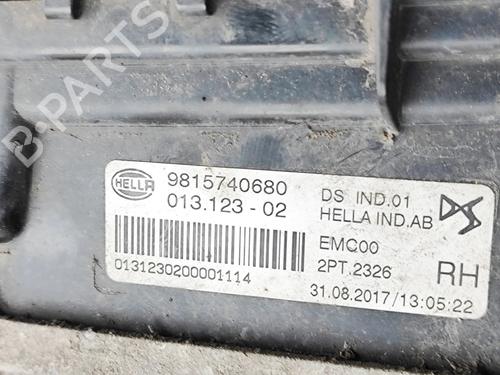 B-PARTS
HELLA
9815740680
013.123 - 02
DS IND.01
HELLA IND.AB
DS
EMC00
2PT.2326
RH
0131230200001114
31.08.2017/13:05:22